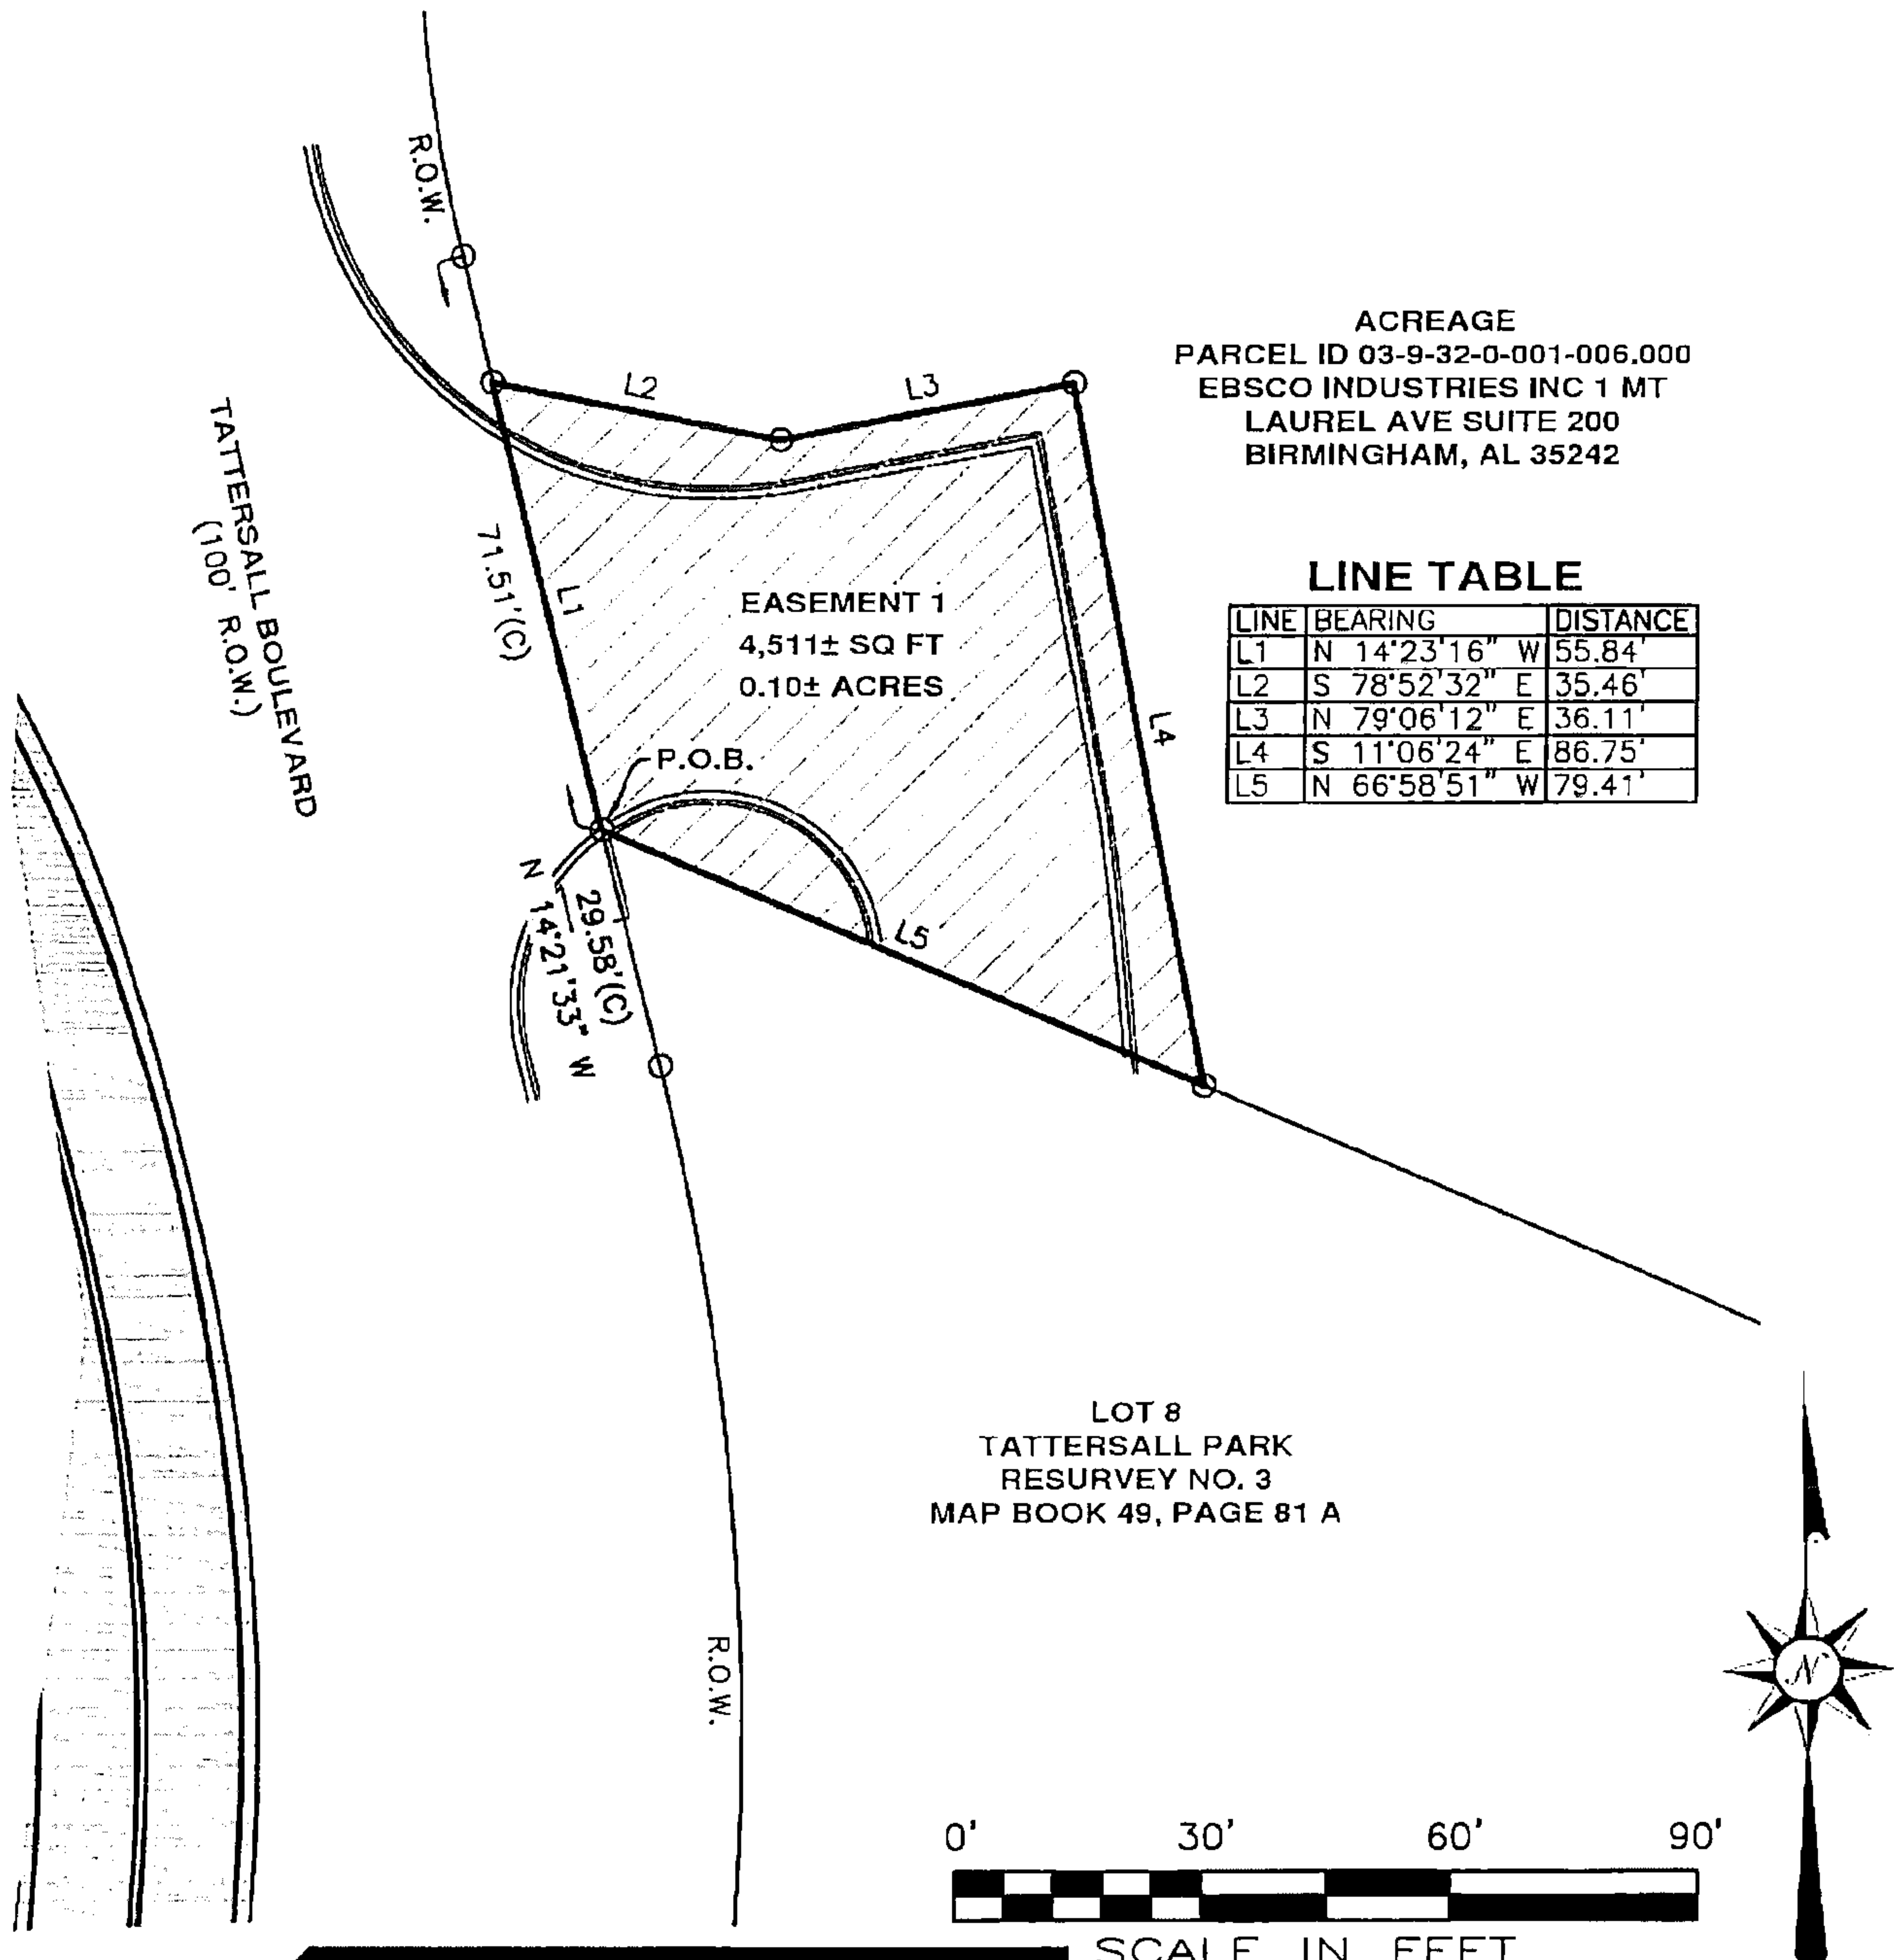 R.O.W.
ACREAGE
PARCEL ID 03-9-32-0-001-006.000
EBSCO INDUSTRIES INC 1 MT
LAUREL AVE SUITE 200
BIRMINGHAM, AL 35242
L2
L3
TATTERSALL BOULEVARD
(100' R.O.W.)
71.51'(C)
L1
EASEMENT 1
4,511± SQ FT
0.10± ACRES
L4
LINE TABLE
LINE BEARING DISTANCE
L1 N 14°23'16" W 55.84'
L2 S 78°52'32" E 35.46'
L3 N 79°06'12" E 36.11'
L4 S 11°06'24" E 86.75'
L5 N 66°58'51" W 79.41'
P.O.B.
L5
29.58'(C)
N 14°21'33" W
LOT 8
TATTERSALL PARK
RESURVEY NO. 3
MAP BOOK 49, PAGE 81 A
R.O.W.
N
0' 30' 60' 90'
SCALE IN FEET